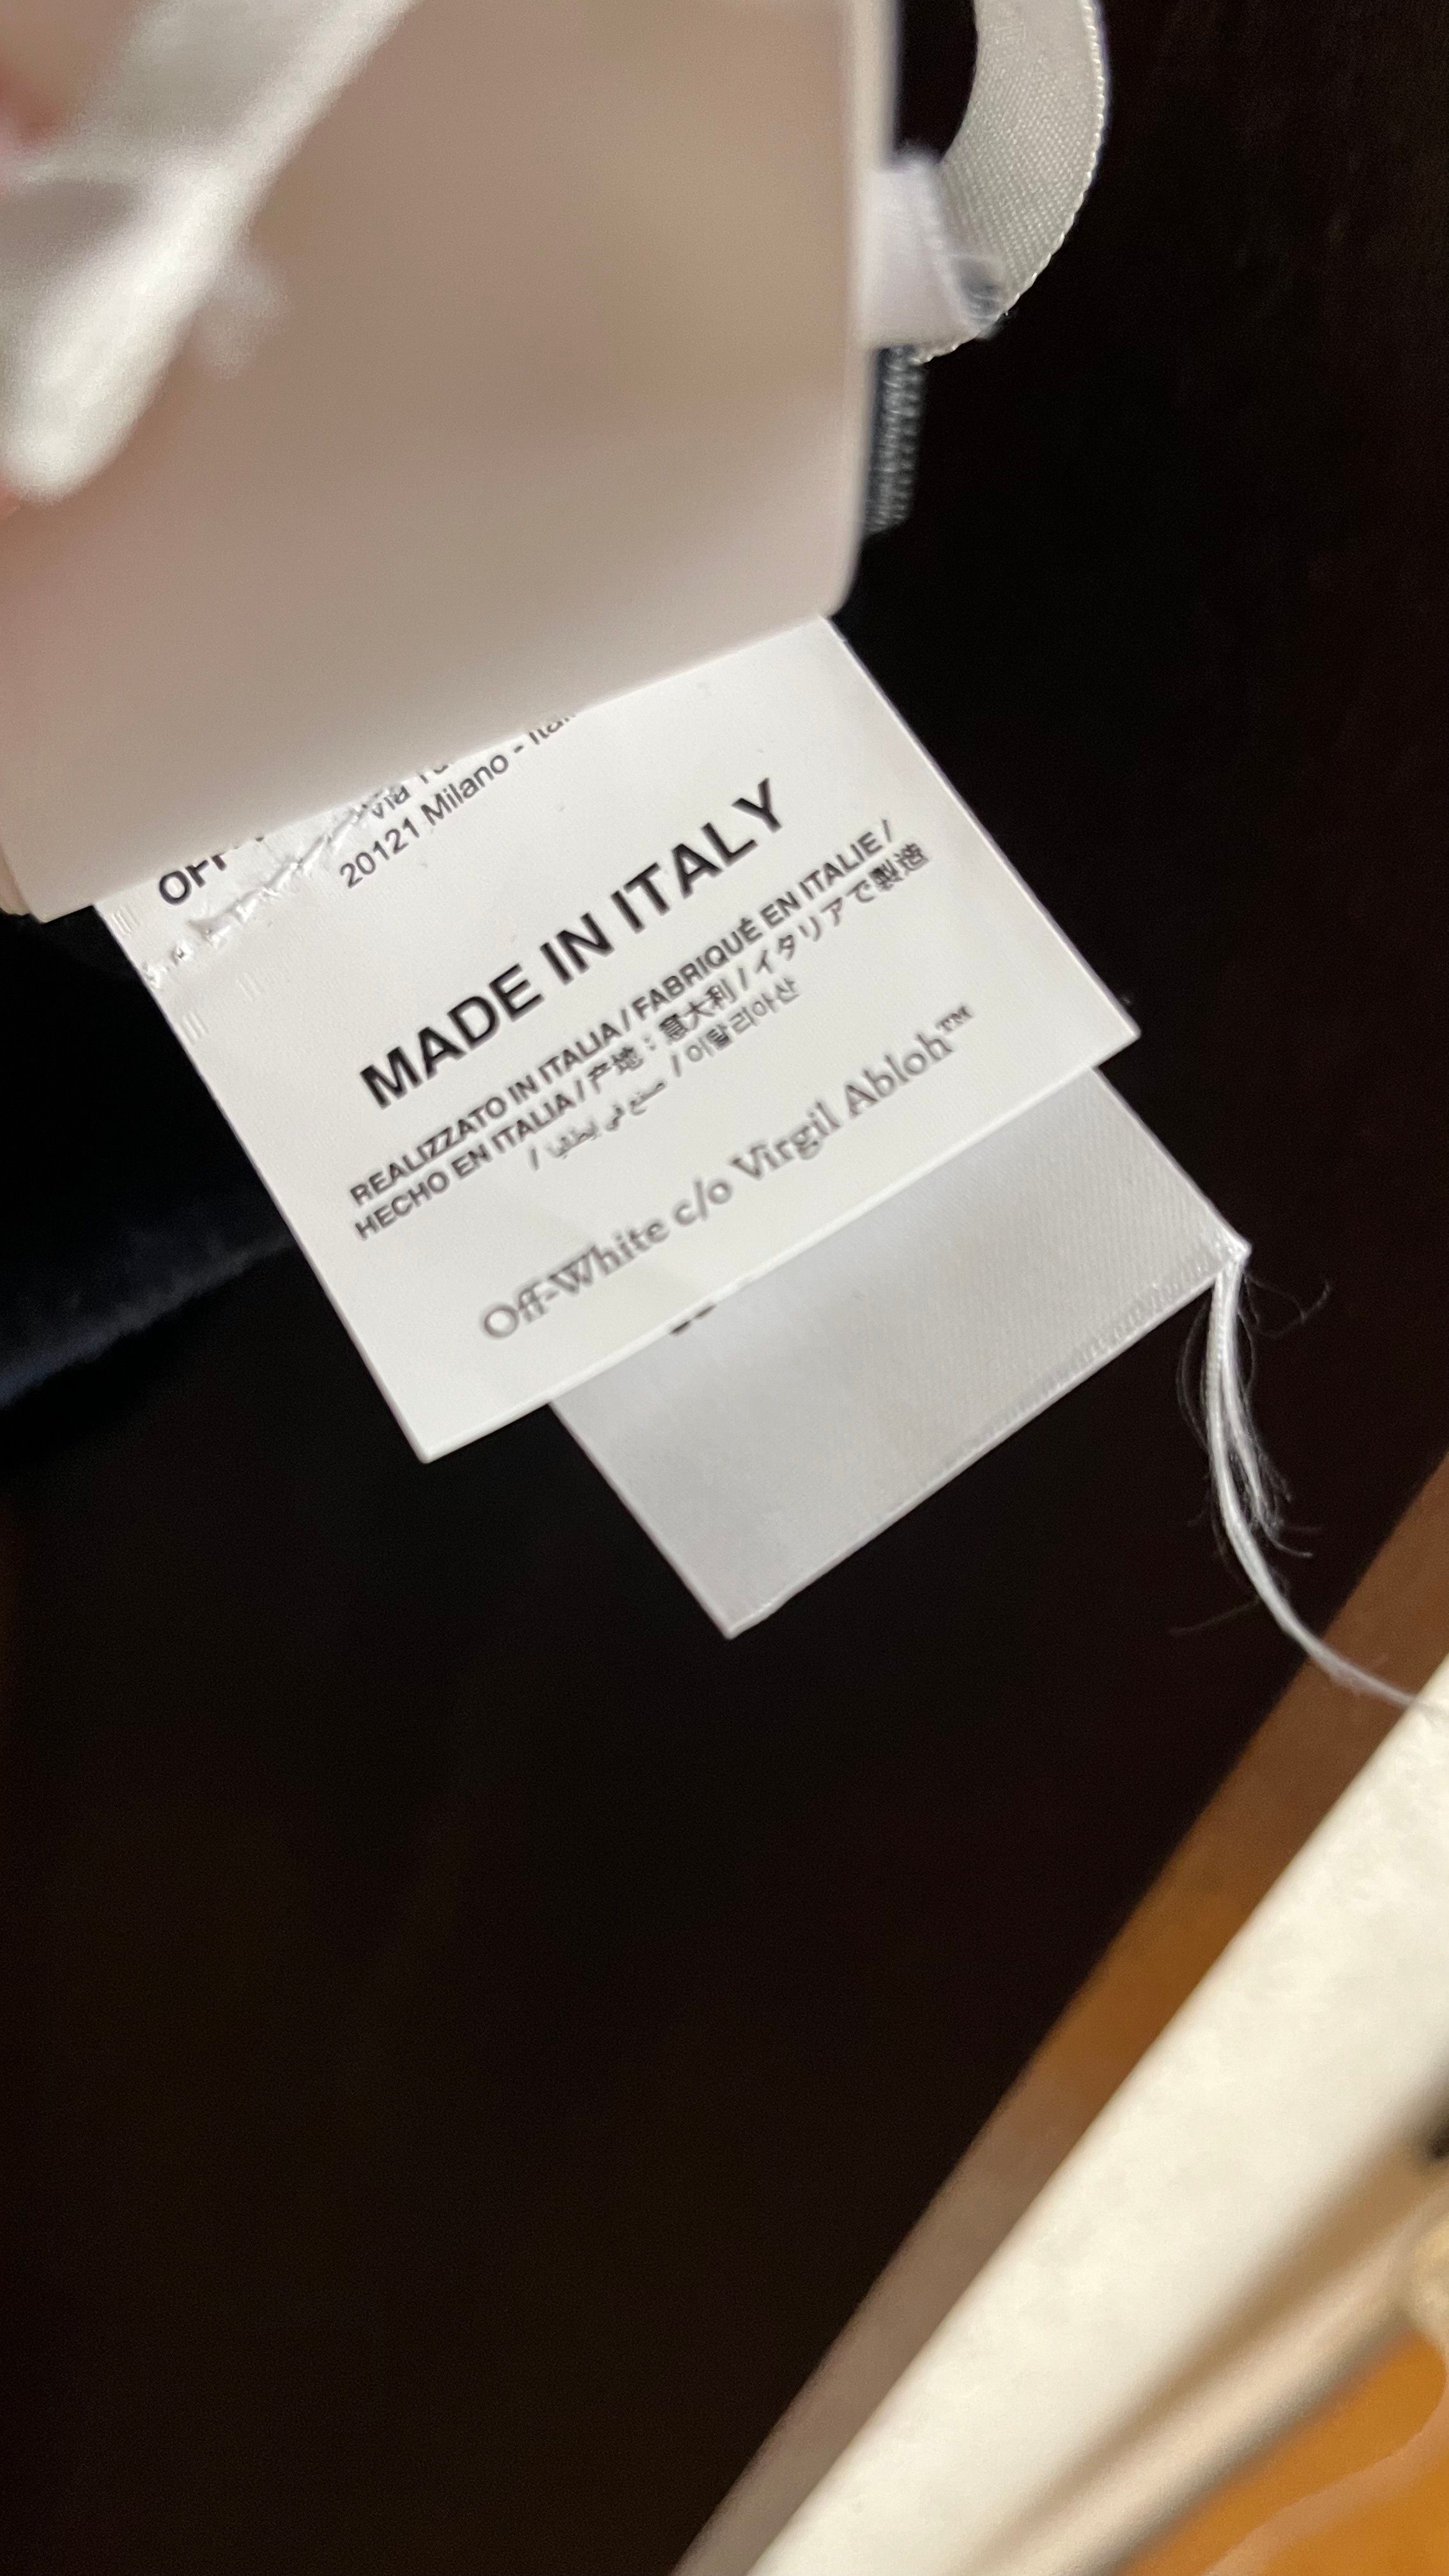 20121 Milano -
MADE IN ITALY
REALIZZATO IN ITALIA / FABRIQUÉ EN ITALIE /
HECHO EN ITALIA / 产地：意大利 / イタリアで製造
/ صنع في إيطاليا / 이탈리아산
Off-White c/o Virgil Abloh™